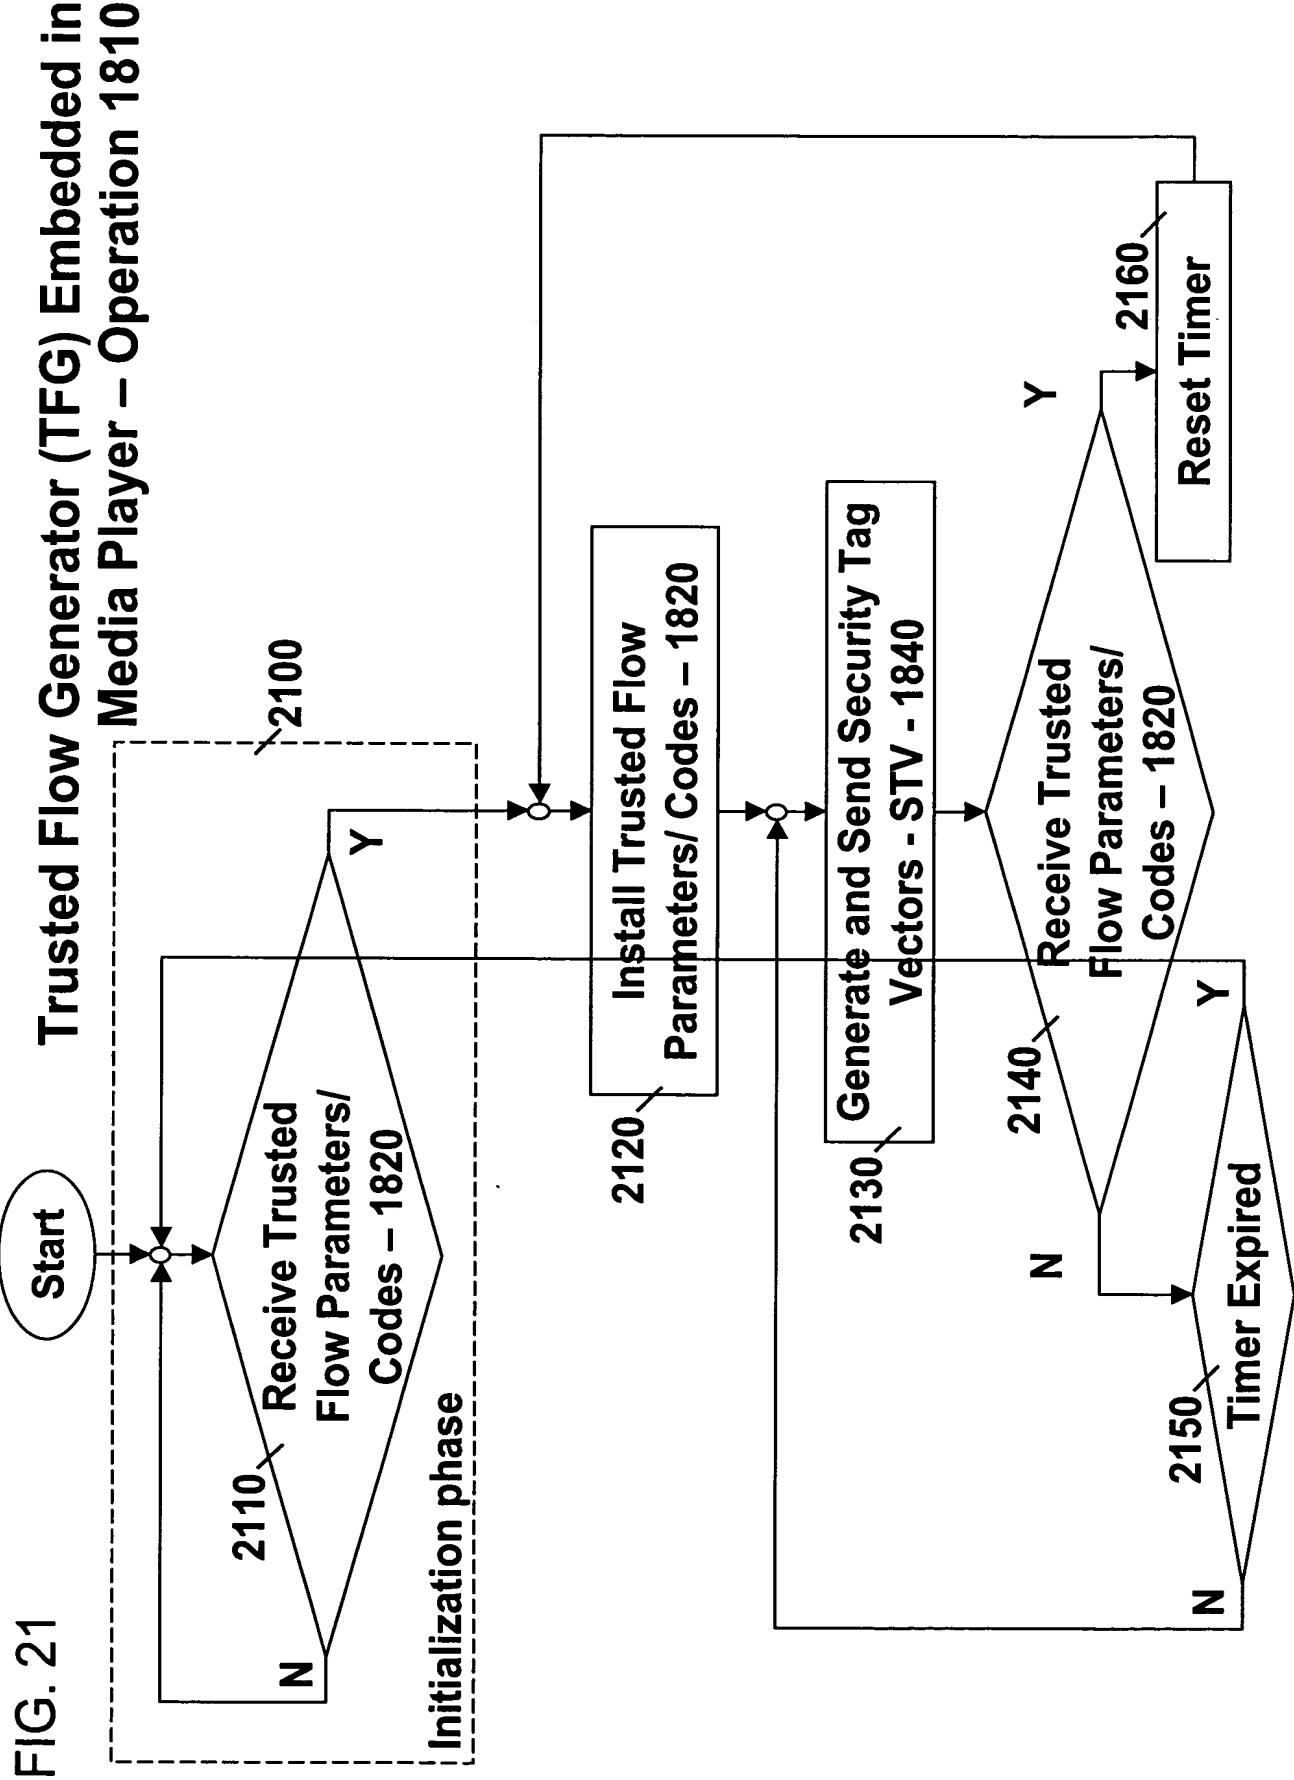 FIG. 21
Trusted Flow Generator (TFG) Embedded in
Media Player – Operation 1810
Start
2100
2110
Receive Trusted
Flow Parameters/
Codes – 1820
N
Y
Initialization phase
2120
Install Trusted Flow
Parameters/ Codes – 1820
2130
Generate and Send Security Tag
Vectors - STV - 1840
2140
Receive Trusted
Flow Parameters/
Codes – 1820
N
Y
2150
Timer Expired
N
Y
2160
Reset Timer